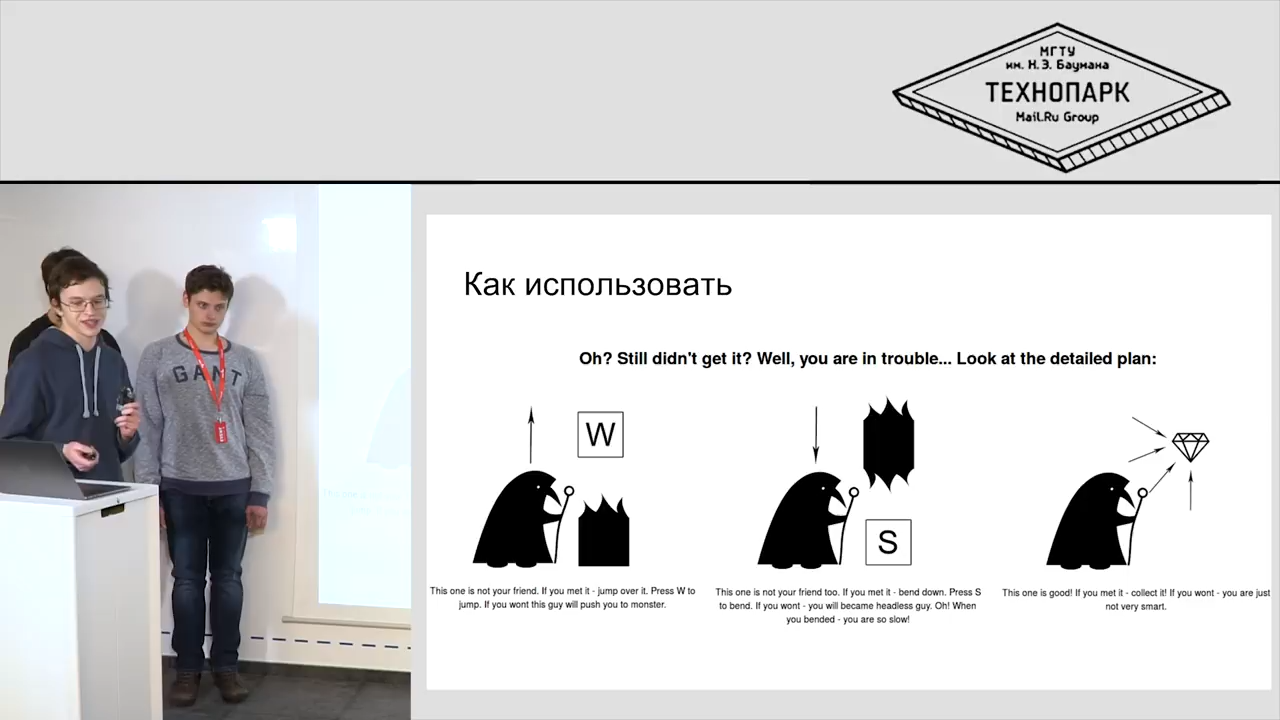 МГТУ
им. Н.Э. Баумана
ТЕХНОПАРК
Mail.Ru Group
GANT
Как использовать
Oh? Still didn't get it? Well, you are in trouble... Look at the detailed plan:
W
S
This one is not your friend. If you met it - jump over it. Press W to
jump. If you wont this guy will push you to monster.
This one is not your friend too. If you met it - bend down. Press S
to bend. If you wont - you will became headless guy. Oh! When
you bended - you are so slow!
This one is good! If you met it - collect it! If you wont - you are just
not very smart.